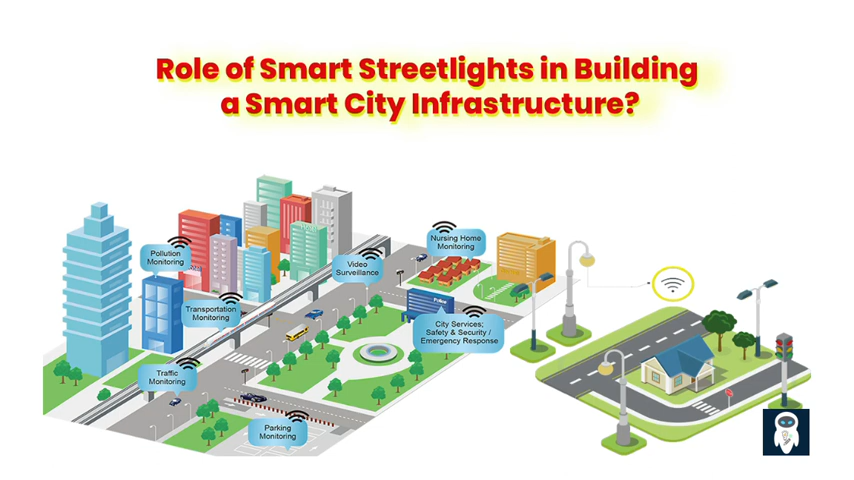 Role of Smart Streetlights in Building
a Smart City Infrastructure?
Pollution
Monitoring
Transportation
Monitoring
Traffic
Monitoring
Parking
Monitoring
Video
Surveillance
Nursing Home
Monitoring
Police
City Services;
Safety & Security /
Emergency Response